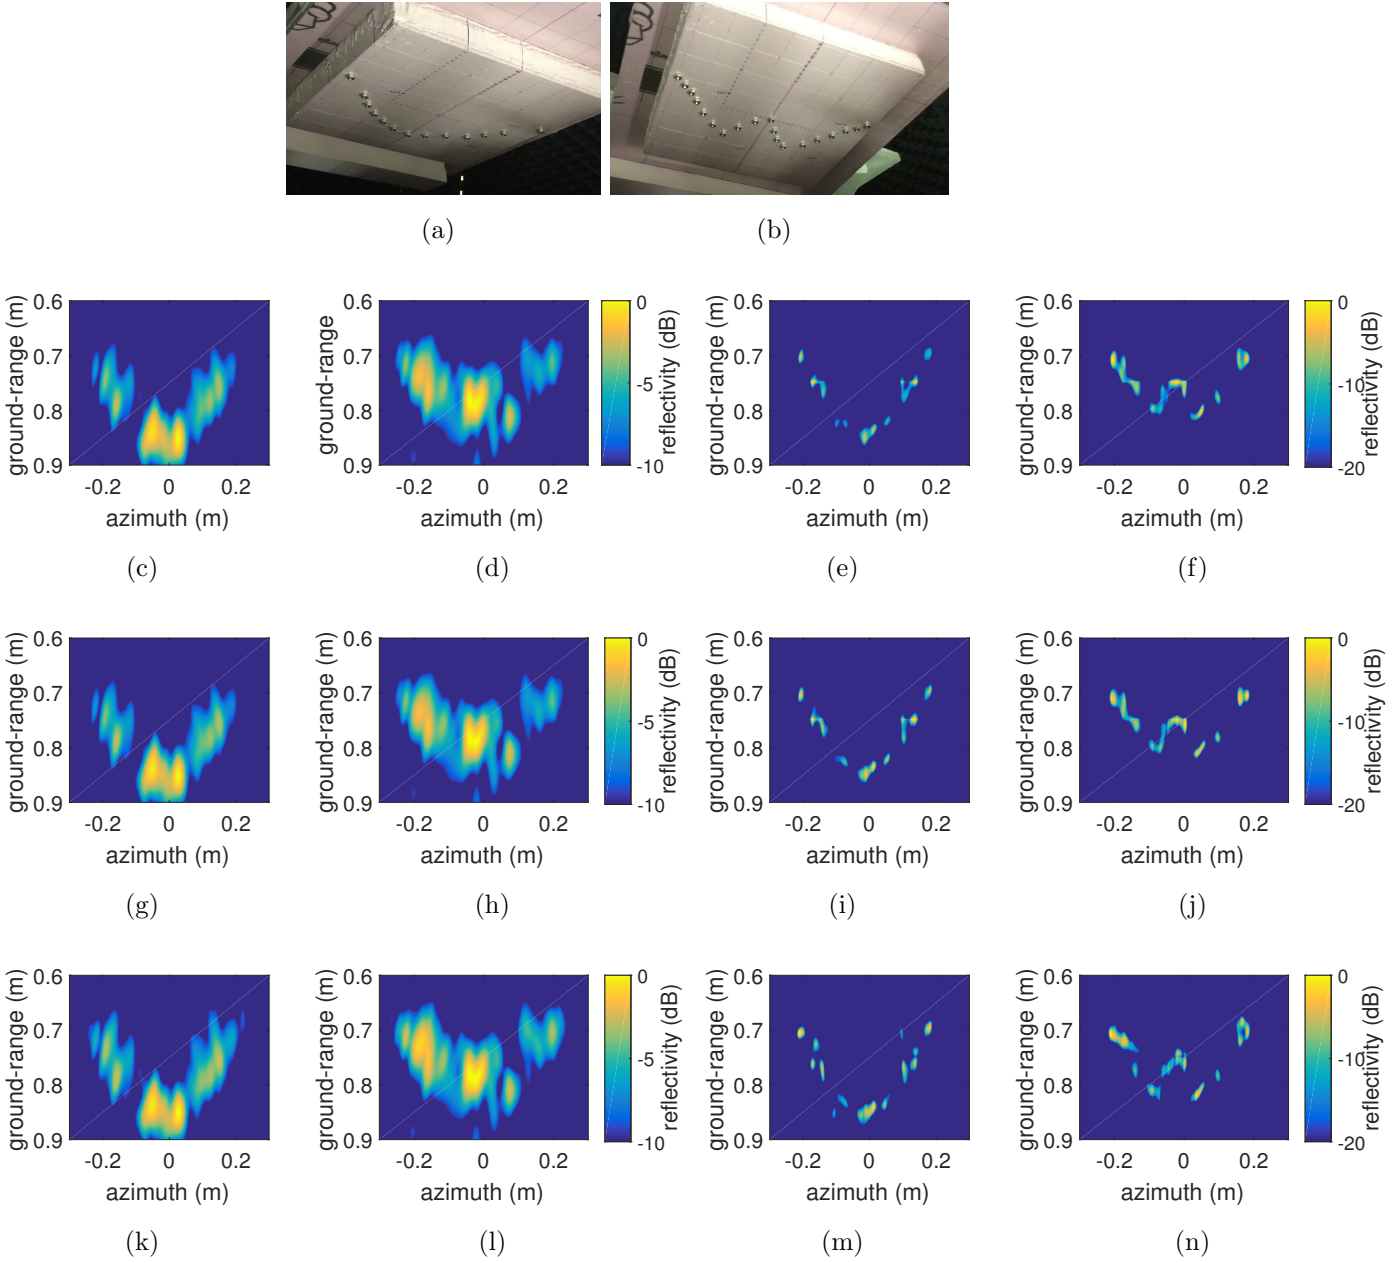 (a) (b)
0.6 0.7 0.8 0.9 ground-range (m) -0.2 0 0.2 azimuth (m)
0.6 0.7 0.8 0.9 ground-range -0.2 0 0.2 azimuth (m) 0 -5 -10 reflectivity (dB)
0.6 0.7 0.8 0.9 ground-range (m) -0.2 0 0.2 azimuth (m)
0.6 0.7 0.8 0.9 ground-range (m) -0.2 0 0.2 azimuth (m) 0 -10 -20 reflectivity (dB)
(c) (d) (e) (f)
0.6 0.7 0.8 0.9 ground-range (m) -0.2 0 0.2 azimuth (m)
0.6 0.7 0.8 0.9 ground-range (m) -0.2 0 0.2 azimuth (m) 0 -5 -10 reflectivity (dB)
0.6 0.7 0.8 0.9 ground-range (m) -0.2 0 0.2 azimuth (m)
0.6 0.7 0.8 0.9 ground-range (m) -0.2 0 0.2 azimuth (m) 0 -10 -20 reflectivity (dB)
(g) (h) (i) (j)
0.6 0.7 0.8 0.9 ground-range (m) -0.2 0 0.2 azimuth (m)
0.6 0.7 0.8 0.9 ground-range (m) -0.2 0 0.2 azimuth (m) 0 -5 -10 reflectivity (dB)
0.6 0.7 0.8 0.9 ground-range (m) -0.2 0 0.2 azimuth (m)
0.6 0.7 0.8 0.9 ground-range (m) -0.2 0 0.2 azimuth (m) 0 -10 -20 reflectivity (dB)
(k) (l) (m) (n)